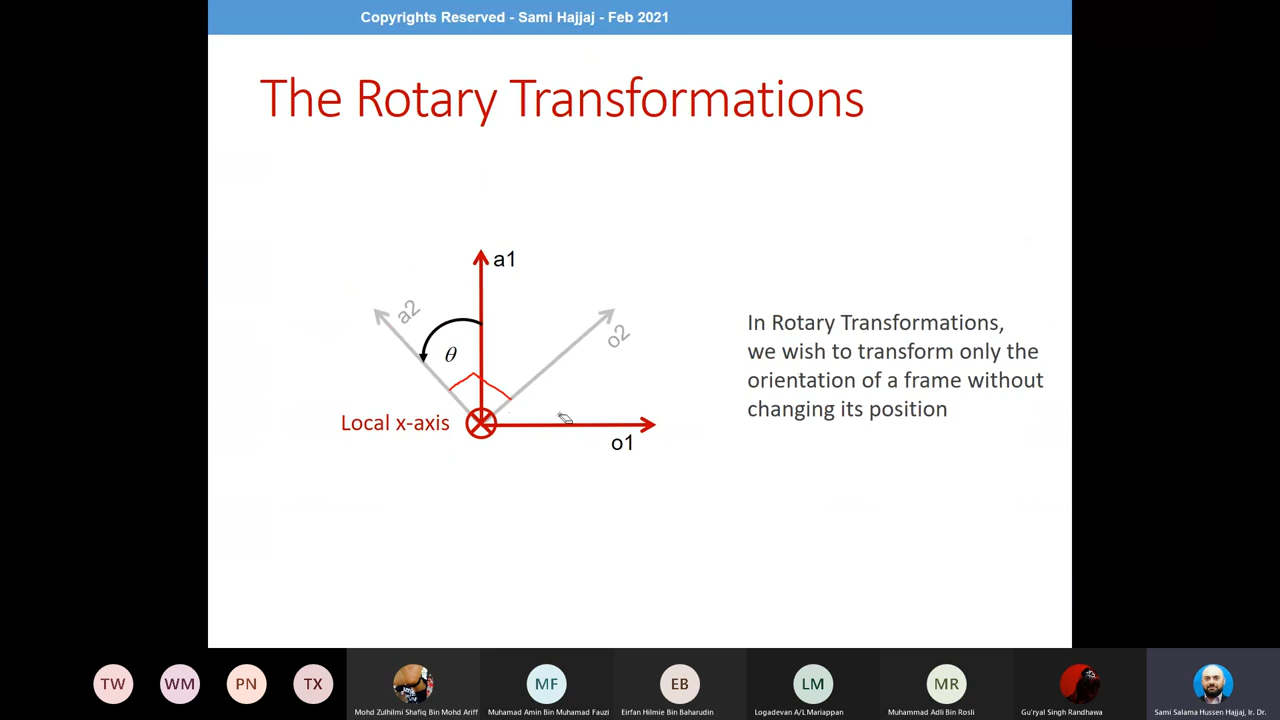 Copyrights Reserved - Sami Hajjaj - Feb 2021
The Rotary Transformations
a1
a2
o2
θ
Local x-axis
o1
In Rotary Transformations,
we wish to transform only the
orientation of a frame without
changing its position
TW
WM
PN
TX
MF
EB
LM
MR
Mohd Zulhilmi Shafiq Bin Mohd Ariff
Muhamad Amin Bin Muhamad Fauzi
Eirfan Hilmie Bin Baharudin
Logadevan A/L Mariappan
Muhammad Adli Bin Rosli
Gu'ryal Singh Randhawa
Sami Salama Hussen Hajjaj, Ir. Dr.